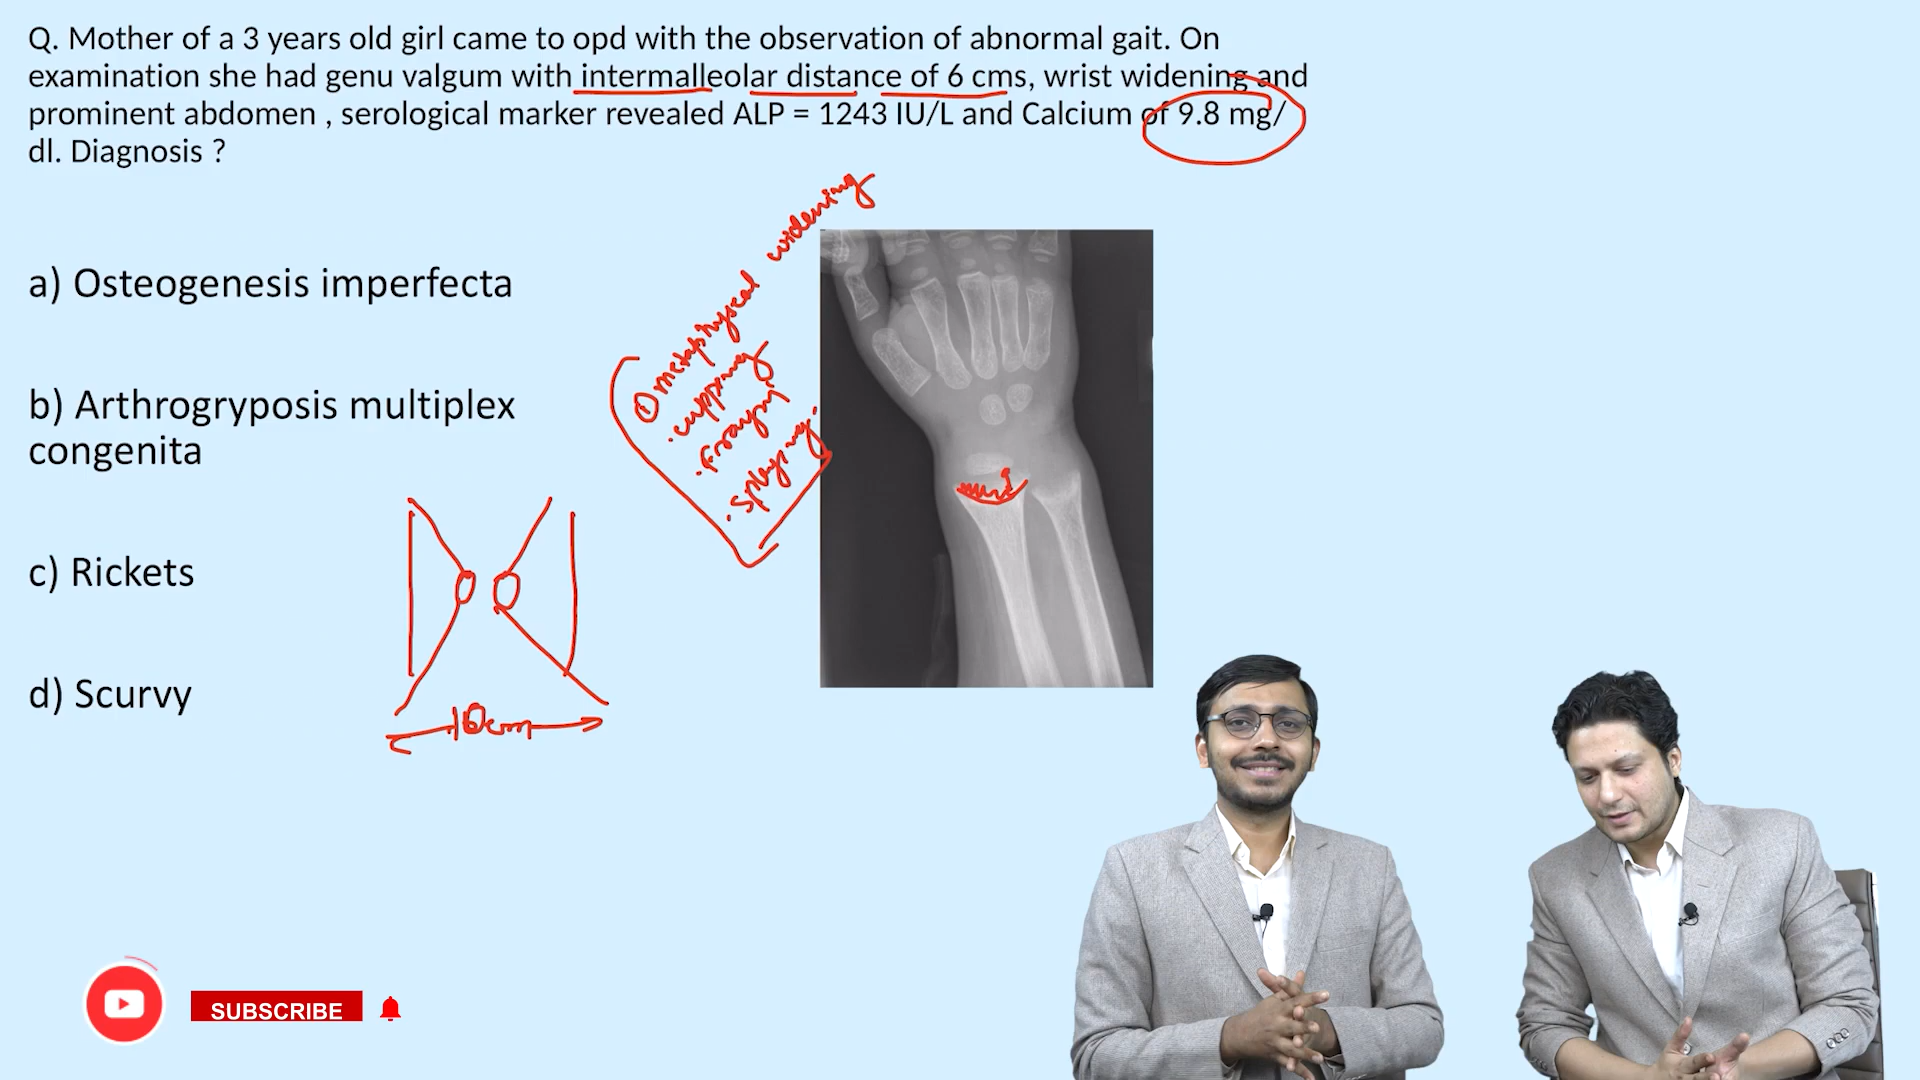 Q. Mother of a 3 years old girl came to opd with the observation of abnormal gait. On
examination she had genu valgum with intermalleolar distance of 6 cms, wrist widening and
prominent abdomen , serological marker revealed ALP = 1243 IU/L and Calcium of 9.8 mg/
dl. Diagnosis ?
① metaphyseal widening
. cupping
. fraying
. splaying.
a) Osteogenesis imperfecta
b) Arthrogryposis multiplex
congenita
c) Rickets
d) Scurvy
10cm
SUBSCRIBE